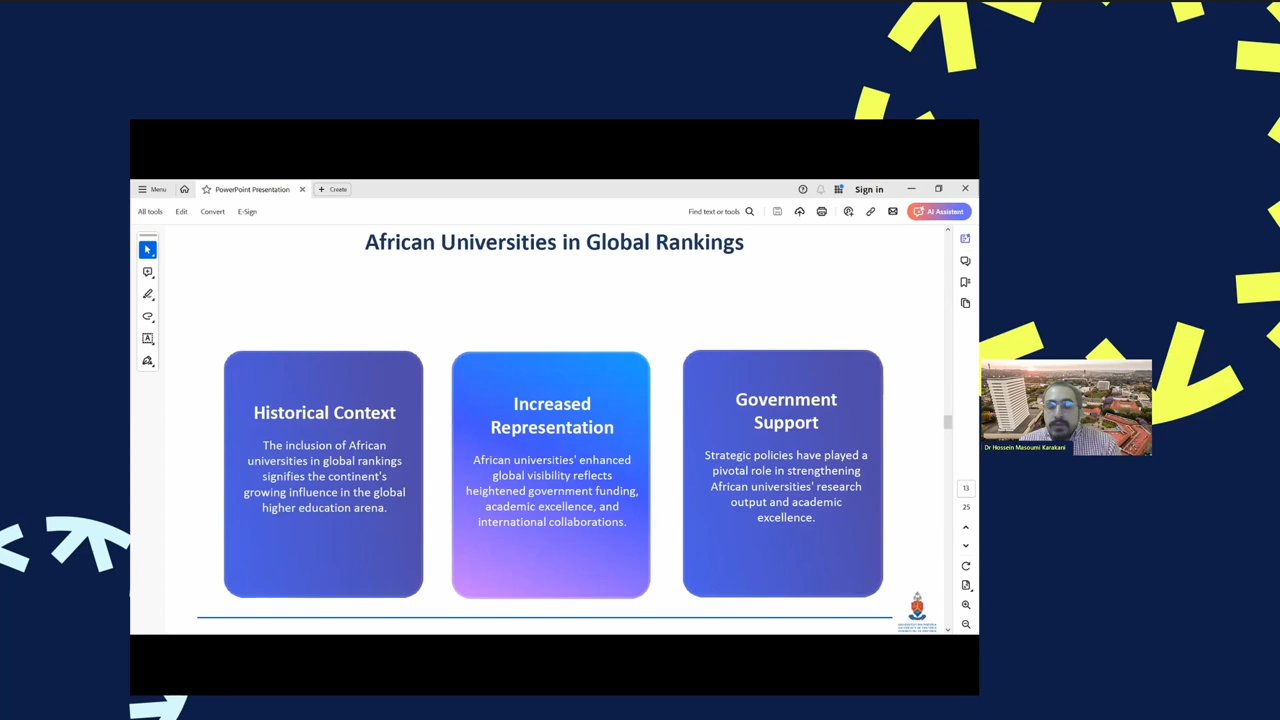 Menu
PowerPoint Presentation
Create
Sign in
All tools
Edit
Convert
E-Sign
Find text or tools
AI Assistant
African Universities in Global Rankings
Historical Context
The inclusion of African
universities in global rankings
signifies the continent's
growing influence in the global
higher education arena.
Increased
Representation
African universities' enhanced
global visibility reflects
heightened government funding,
academic excellence, and
international collaborations.
Government
Support
Strategic policies have played a
pivotal role in strengthening
African universities' research
output and academic
excellence.
13
25
Dr Hossein Masoumi Karakani